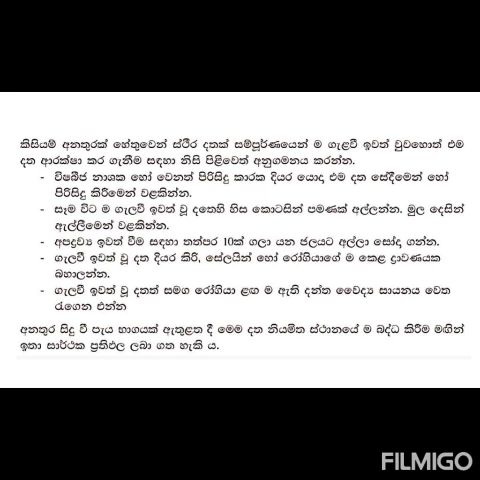 කිසියම් අනතුරක් හේතුවෙන් ස්ථිර දතක් සම්පූර්ණයෙන් ම ගැළවී ඉවත් වුවහොත් එම
දත ආරක්ෂා කර ගැනීම සඳහා නිසි පිළිවෙත් අනුගමනය කරන්න.
- විෂබීජ නාශක හෝ වෙනත් පිරිසිදු කාරක දියර යොදා එම දත සේදීමෙන් හෝ
පිරිසිදු කිරීමෙන් වළකින්න.
- සෑම විට ම ගැලවී ඉවත් වූ දතෙහි හිස කොටසින් පමණක් අල්ලන්න. මුල දෙසින්
ඇල්ලීමෙන් වළකින්න.
- අපද්‍රව්‍ය ඉවත් වීම සඳහා තත්පර 10ක් ගලා යන ජලයට අල්ලා සෝදා ගන්න.
- ගැලවී ඉවත් වූ දත දියර කිරි, සේලයින් හෝ රෝගියාගේ ම කෙළ ද්‍රාවණයක
බහාලන්න.
- ගැලවී ඉවත් වූ දතත් සමග රෝගියා ළඟ ම ඇති දන්ත වෛද්‍ය සායනය වෙත
රැගෙන එන්න
අනතුර සිදු වී පැය භාගයක් ඇතුළත දී මෙම දත නියමිත ස්ථානයේ ම බද්ධ කිරීම මඟින්
ඉතා සාර්ථක ප්‍රතිඵල ලබා ගත හැකි ය.
FILMIGO